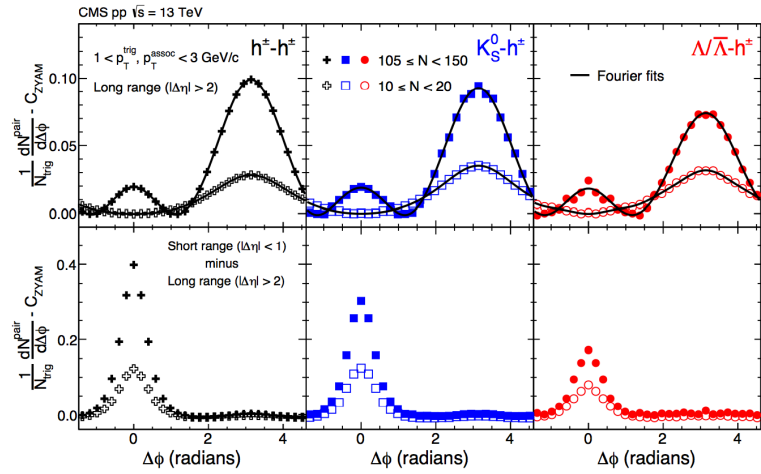 CMS pp √s = 13 TeV
1 < p_T^trig, p_T^assoc < 3 GeV/c
Long range (|Δη| > 2)
h±-h±
K_S^0-h±
105 ≤ N < 150
10 ≤ N < 20
Λ/Λ̅-h±
Fourier fits
1/N_trig dN^pair/dΔϕ - C_ZYAM
0.10
0.05
0.00
Short range (|Δη| < 1)
minus
Long range (|Δη| > 2)
1/N_trig dN^pair/dΔϕ - C_ZYAM
0.4
0.2
0.0
0 2 4
0 2 4
0 2 4
Δϕ (radians)
Δϕ (radians)
Δϕ (radians)